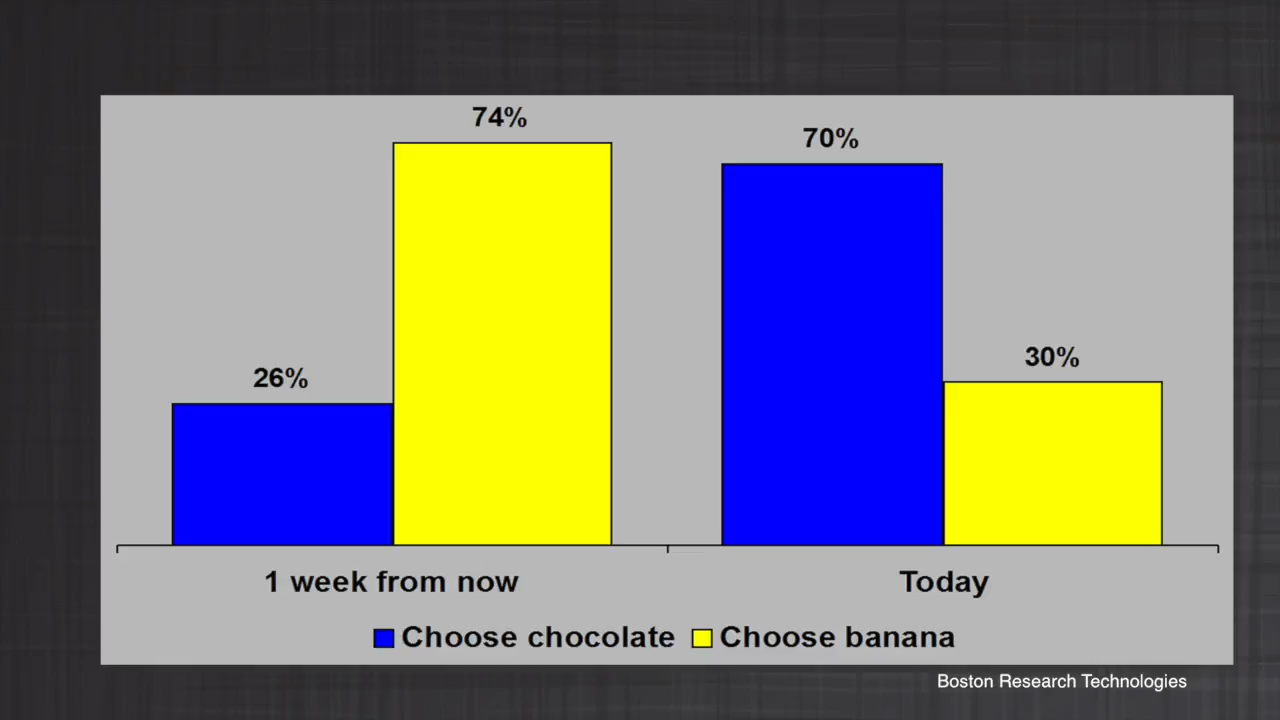 74%
70%
26%
30%
1 week from now
Today
Choose chocolate
Choose banana
Boston Research Technologies